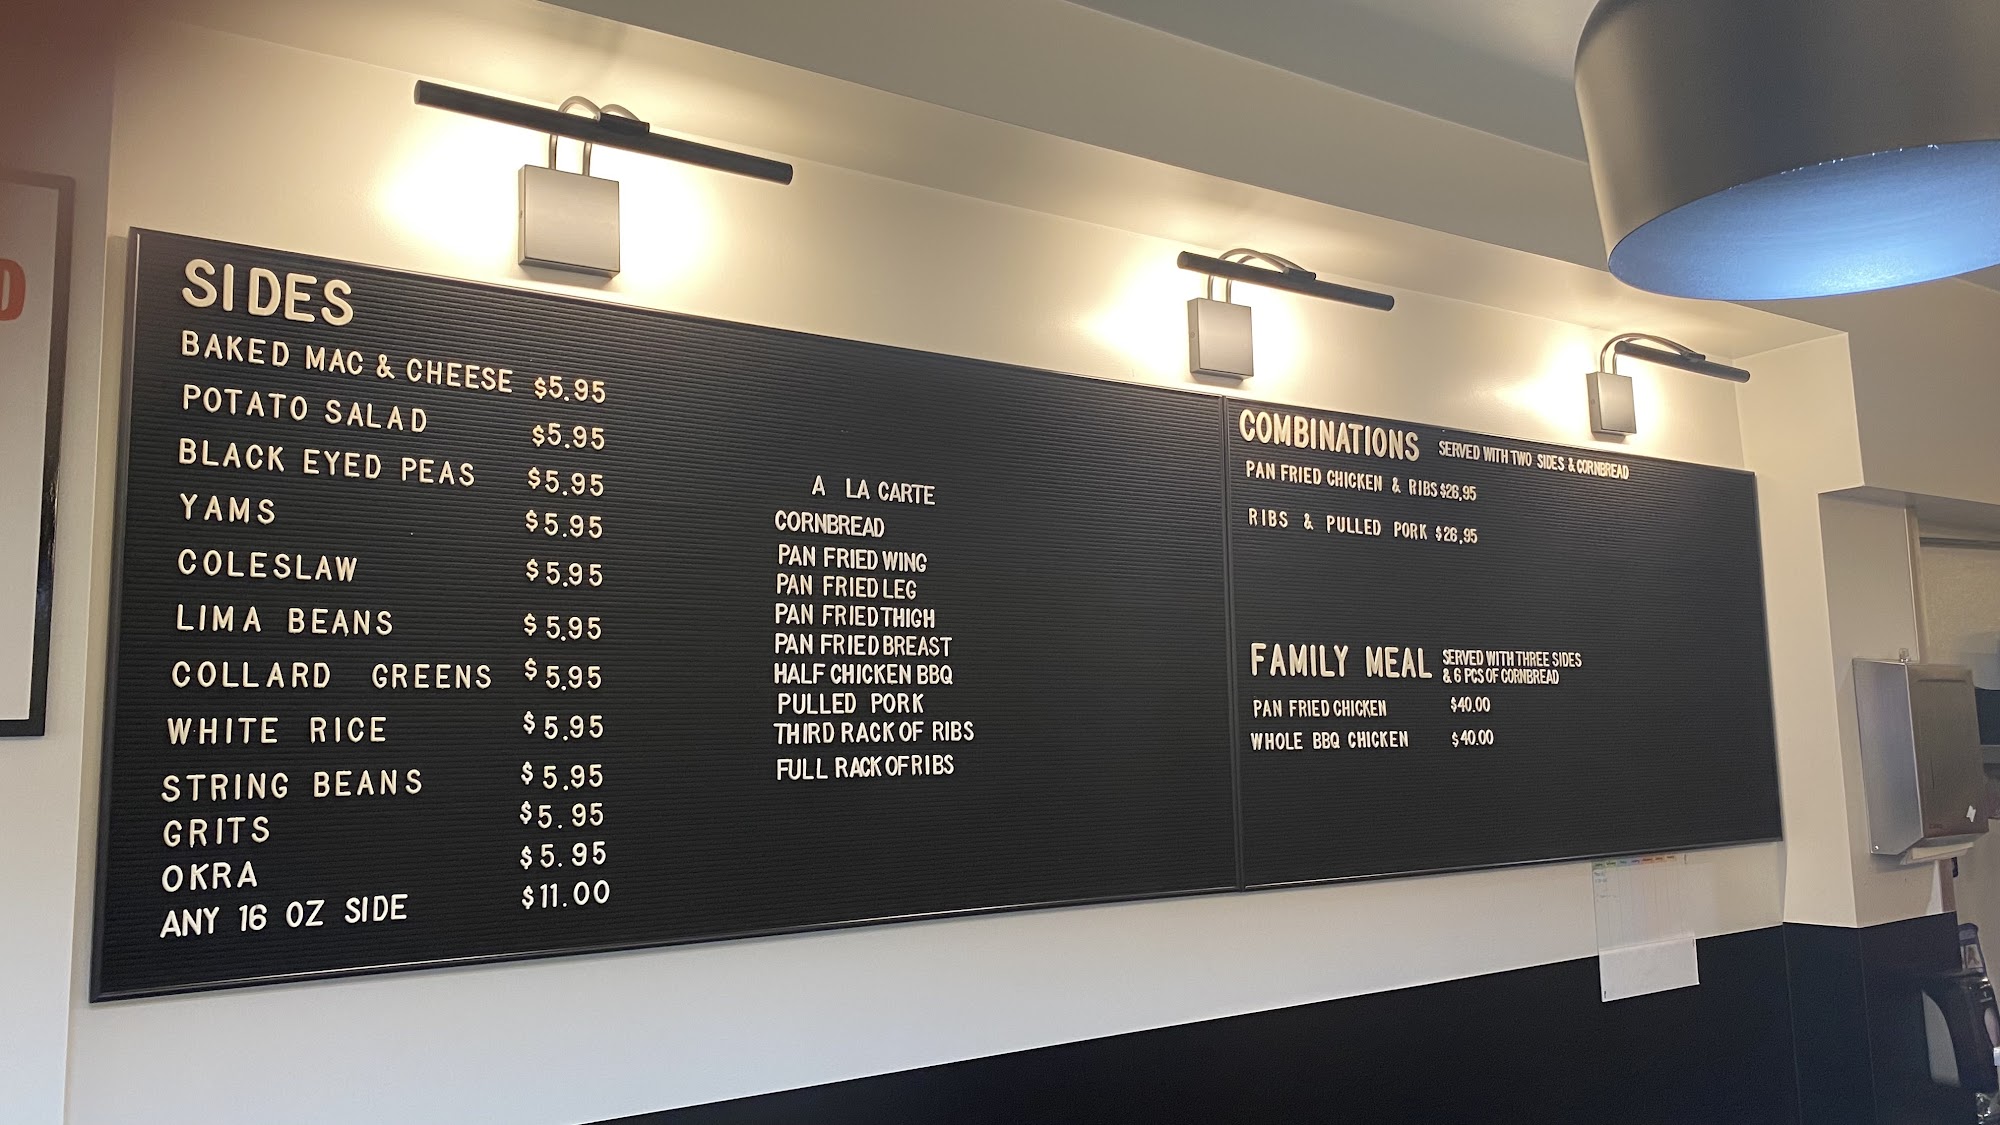 D
SIDES
BAKED MAC & CHEESE $5.95
POTATO SALAD $5.95
BLACK EYED PEAS $5.95
YAMS $5.95
COLESLAW $5.95
LIMA BEANS $5.95
COLLARD GREENS $5.95
WHITE RICE $5.95
STRING BEANS $5.95
GRITS $5.95
OKRA $5.95
ANY 16 OZ SIDE $11.00
A LA CARTE
CORNBREAD
PAN FRIED WING
PAN FRIED LEG
PAN FRIED THIGH
PAN FRIED BREAST
HALF CHICKEN BBQ
PULLED PORK
THIRD RACK OF RIBS
FULL RACK OF RIBS
COMBINATIONS SERVED WITH TWO SIDES & CORNBREAD
PAN FRIED CHICKEN & RIBS $26.95
RIBS & PULLED PORK $26.95
FAMILY MEAL SERVED WITH THREE SIDES
& 6 PCS OF CORNBREAD
PAN FRIED CHICKEN $40.00
WHOLE BBQ CHICKEN $40.00